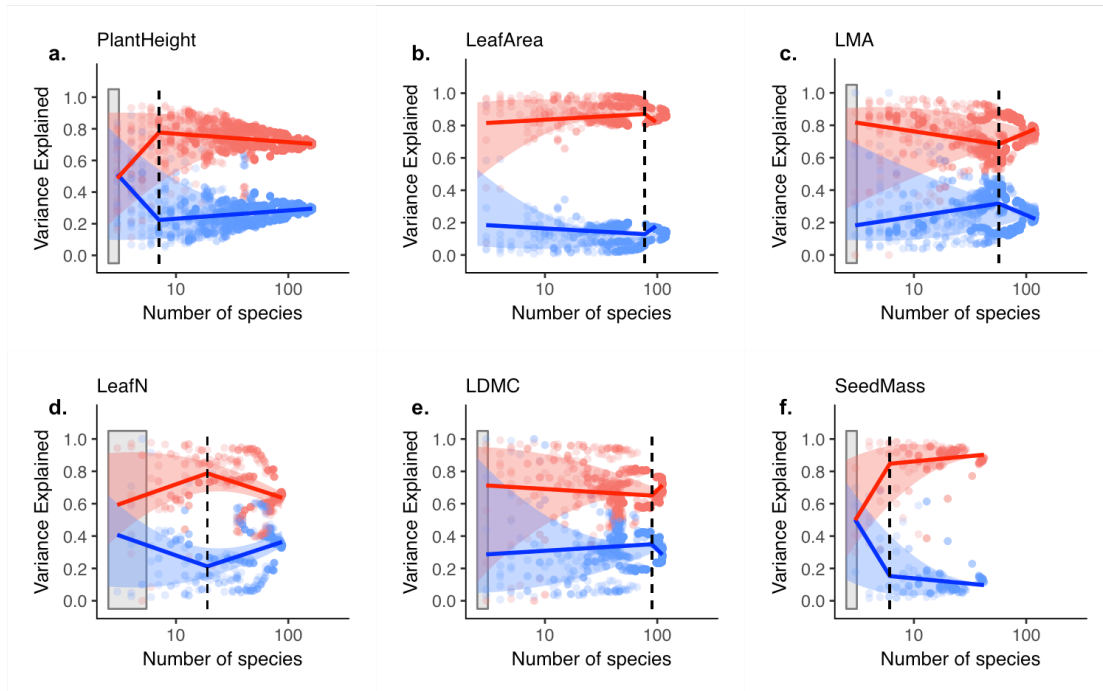 a. PlantHeight
Variance Explained
1.0
0.8
0.6
0.4
0.2
0.0
10 100
Number of species
b. LeafArea
Variance Explained
1.0
0.8
0.6
0.4
0.2
0.0
10 100
Number of species
c. LMA
Variance Explained
1.0
0.8
0.6
0.4
0.2
0.0
10 100
Number of species
d. LeafN
Variance Explained
1.0
0.8
0.6
0.4
0.2
0.0
10 100
Number of species
e. LDMC
Variance Explained
1.0
0.8
0.6
0.4
0.2
0.0
10 100
Number of species
f. SeedMass
Variance Explained
1.0
0.8
0.6
0.4
0.2
0.0
10 100
Number of species